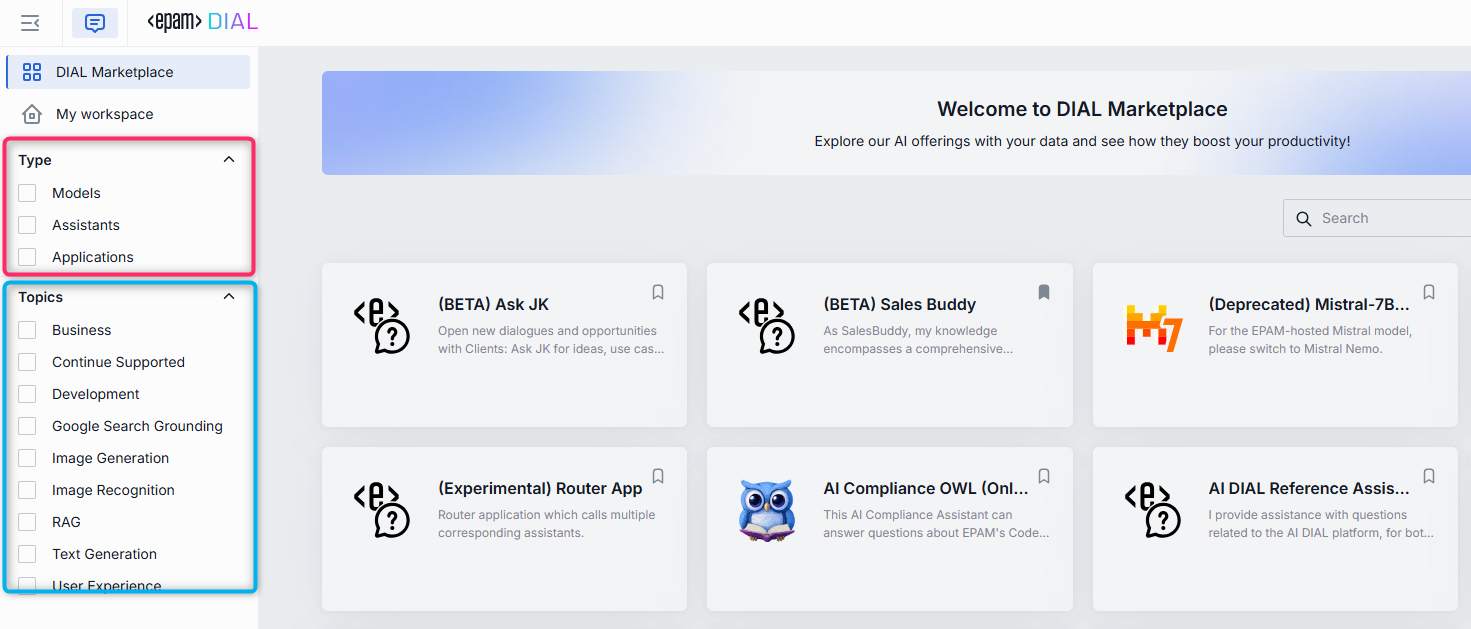 <epam> DIAL
DIAL Marketplace
My workspace
Type
Models
Assistants
Applications
Topics
Business
Continue Supported
Development
Google Search Grounding
Image Generation
Image Recognition
RAG
Text Generation
User Experience
Welcome to DIAL Marketplace
Explore our AI offerings with your data and see how they boost your productivity!
Search
(BETA) Ask JK
Open new dialogues and opportunities
with Clients: Ask JK for ideas, use cas...
(BETA) Sales Buddy
As SalesBuddy, my knowledge
encompasses a comprehensive...
(Deprecated) Mistral-7B...
For the EPAM-hosted Mistral model,
please switch to Mistral Nemo.
(Experimental) Router App
Router application which calls multiple
corresponding assistants.
AI Compliance OWL (Onl...
This AI Compliance Assistant can
answer questions about EPAM's Code...
AI DIAL Reference Assis...
I provide assistance with questions
related to the AI DIAL platform, for bot...